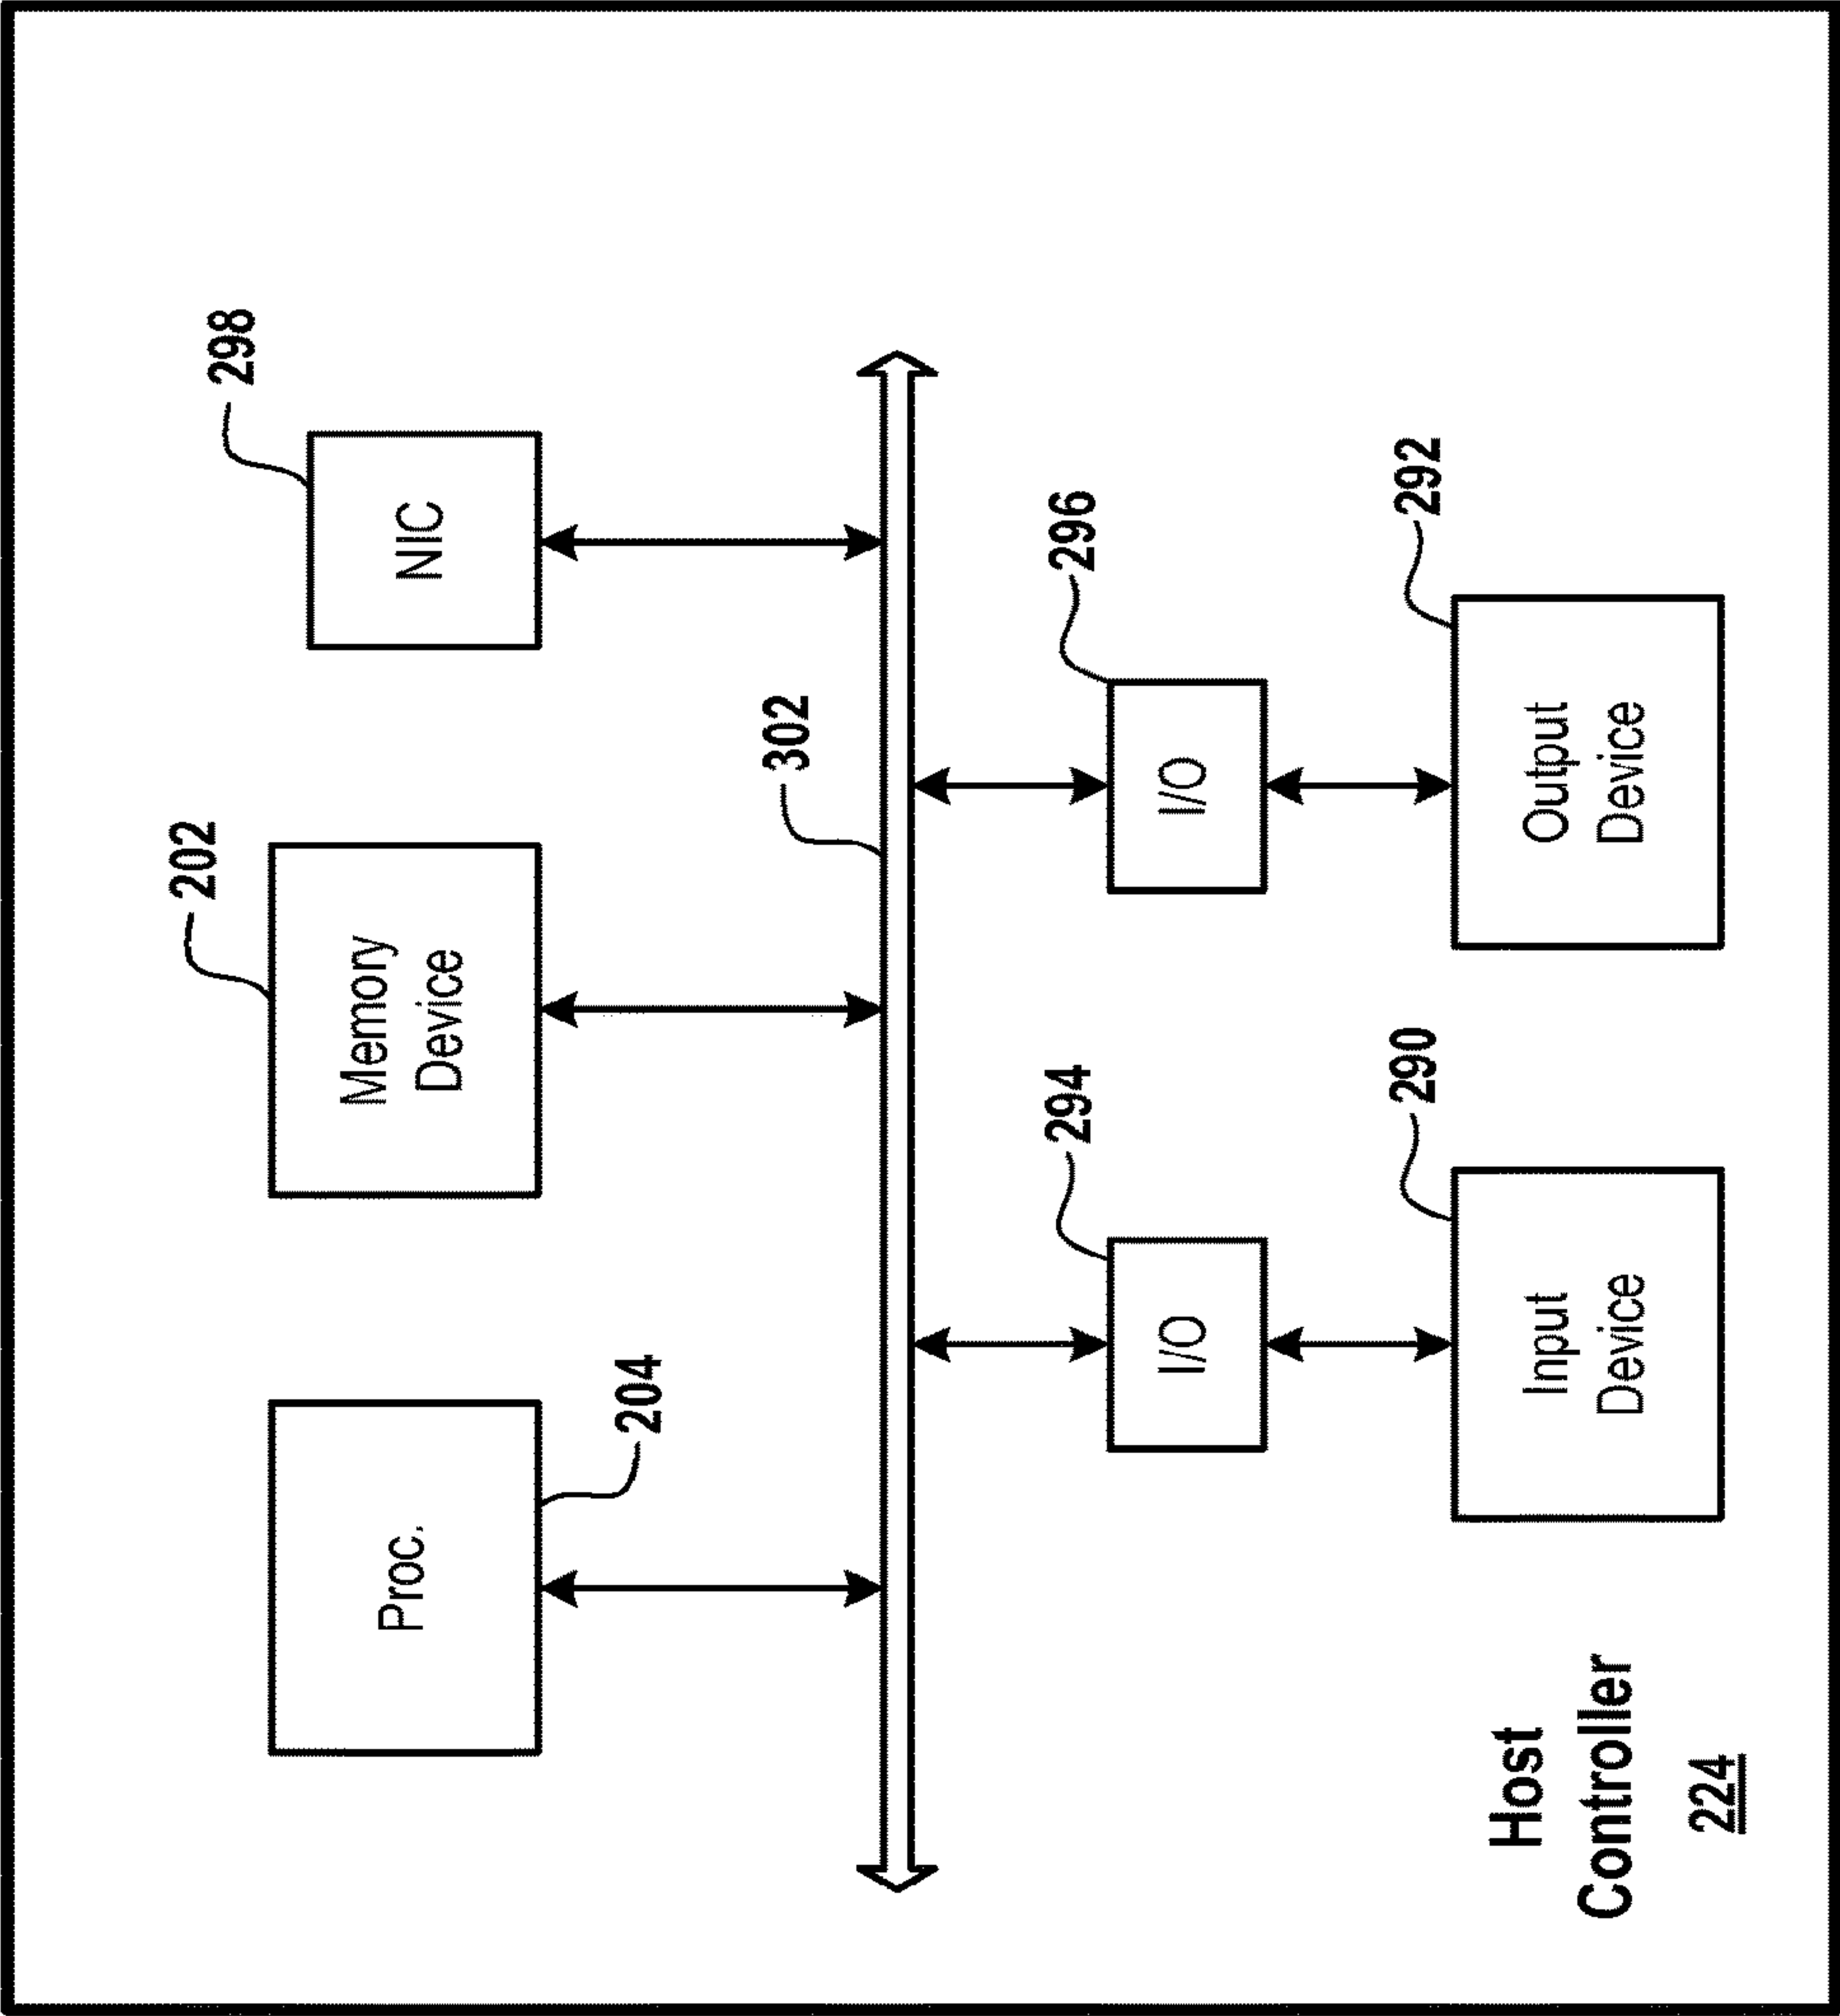 298
202
NIC
Memory
Device
Proc.
204
302
296
294
I/O
I/O
292
290
Input
Device
Output
Device
Host
Controller
224